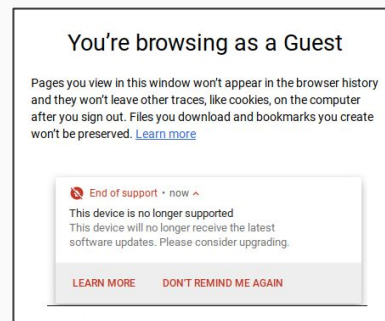 You’re browsing as a Guest
Pages you view in this window won’t appear in the browser history
and they won’t leave other traces, like cookies, on the computer
after you sign out. Files you download and bookmarks you create
won’t be preserved. Learn more
End of support • now
This device is no longer supported
This device will no longer receive the latest
software updates. Please consider upgrading.
LEARN MORE DON'T REMIND ME AGAIN